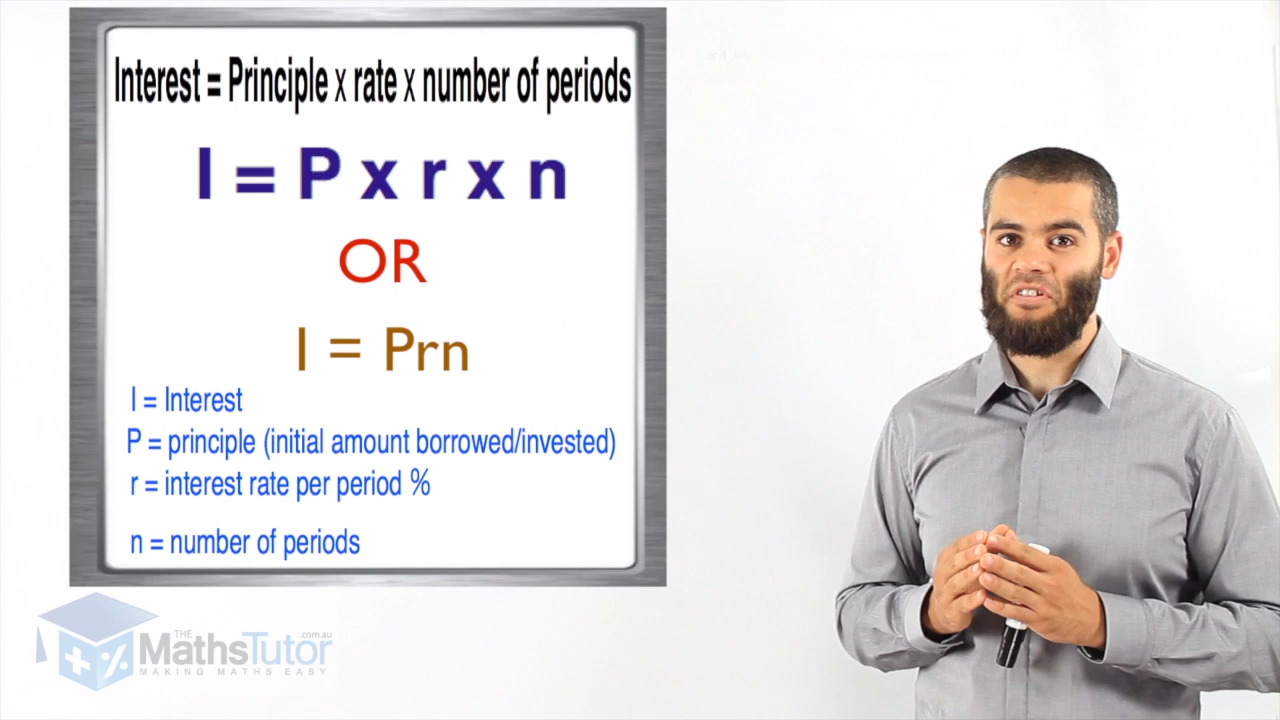 Interest = Principle x rate x number of periods
I = P x r x n
OR
I = Prn
I = Interest
P = principle (initial amount borrowed/invested)
r = interest rate per period %
n = number of periods
THE
MathsTutor
.com.au
MAKING MATHS EASY